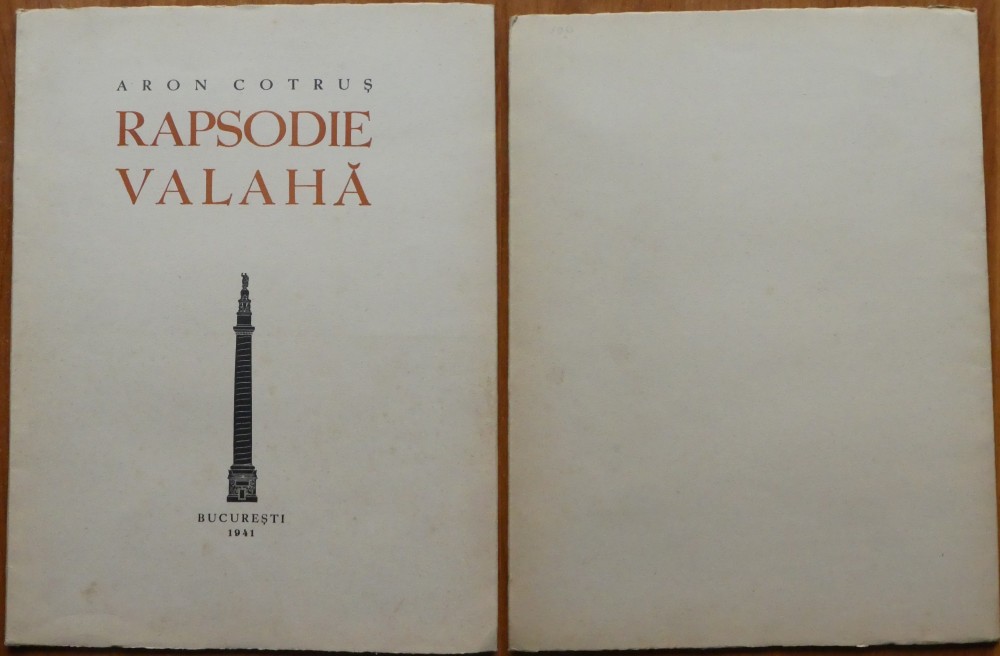 ARON COTRUŞ
RAPSODIE
VALAHĂ
BUCUREŞTI
1941